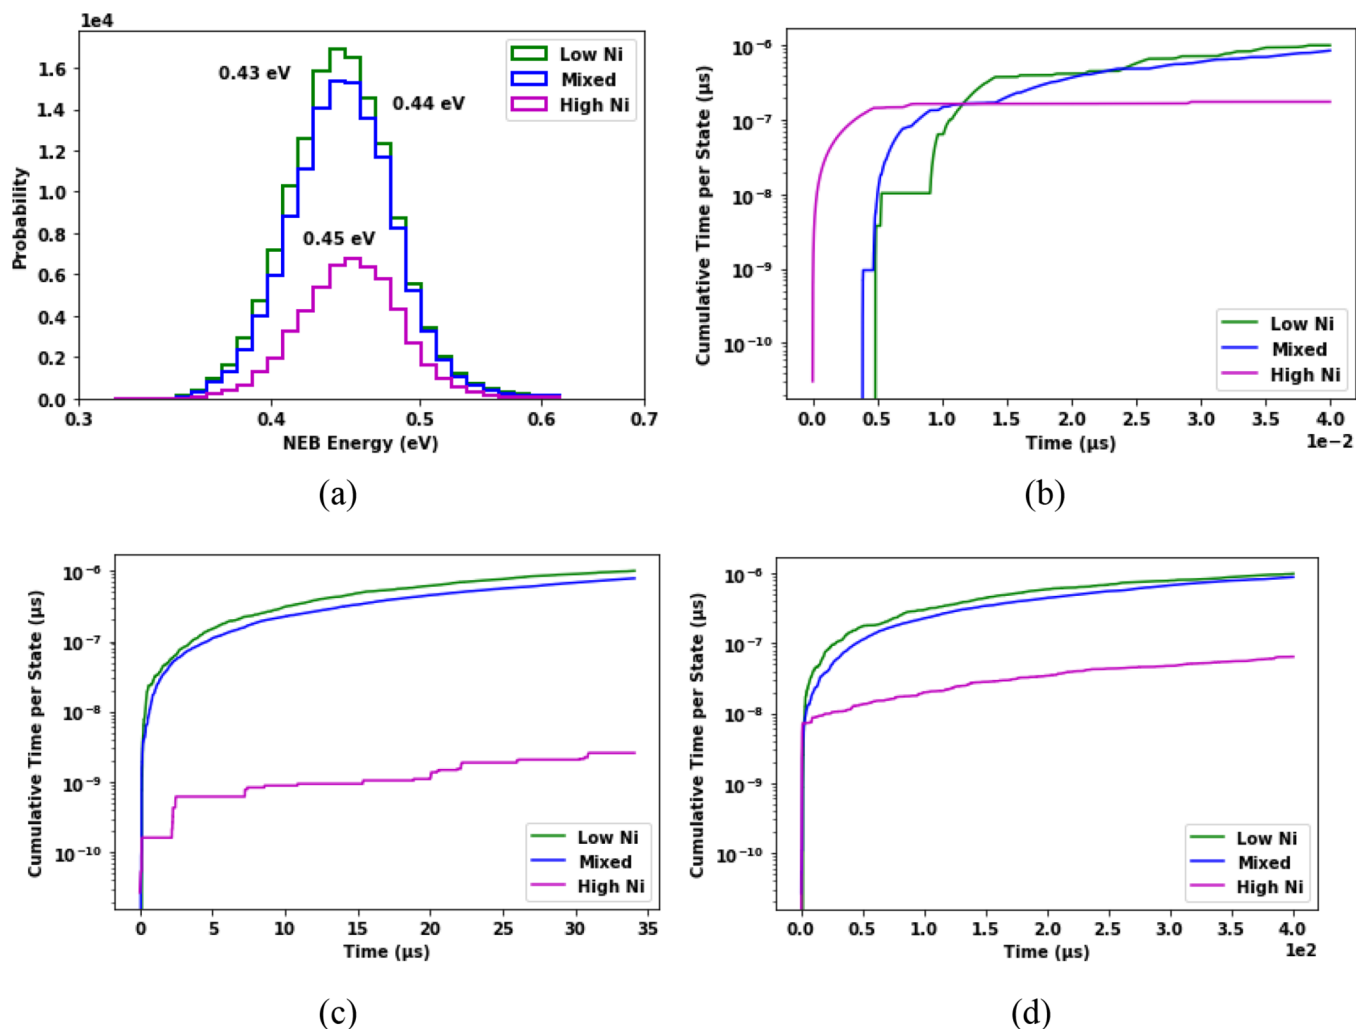 1e4
1.6
1.4
1.2
1.0
0.8
0.6
0.4
0.2
0.0
Probability
0.43 eV
0.44 eV
0.45 eV
Low Ni
Mixed
High Ni
0.3
0.4
0.5
0.6
0.7
NEB Energy (eV)
(a)
10⁻⁶
10⁻⁷
10⁻⁸
10⁻⁹
10⁻¹⁰
Cumulative Time per State (μs)
Low Ni
Mixed
High Ni
0.0
0.5
1.0
1.5
2.0
2.5
3.0
3.5
4.0
1e−2
Time (μs)
(b)
10⁻⁶
10⁻⁷
10⁻⁸
10⁻⁹
10⁻¹⁰
Cumulative Time per State (μs)
Low Ni
Mixed
High Ni
0
5
10
15
20
25
30
35
Time (μs)
(c)
10⁻⁶
10⁻⁷
10⁻⁸
10⁻⁹
10⁻¹⁰
Cumulative Time per State (μs)
Low Ni
Mixed
High Ni
0.0
0.5
1.0
1.5
2.0
2.5
3.0
3.5
4.0
1e2
Time (μs)
(d)